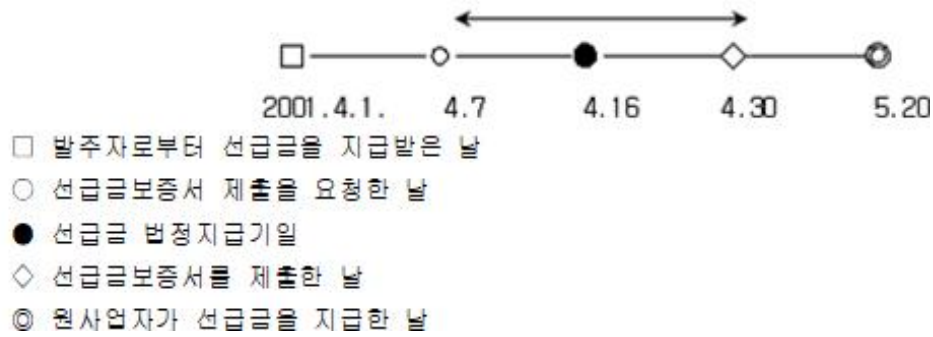 2001.4.1. 4.7 4.16 4.30 5.20
□ 발주자로부터 선급금을 지급받은 날
○ 선급금보증서 제출을 요청한 날
● 선급금 법정지급기일
◇ 선급금보증서를 제출한 날
◎ 원사업자가 선급금을 지급한 날